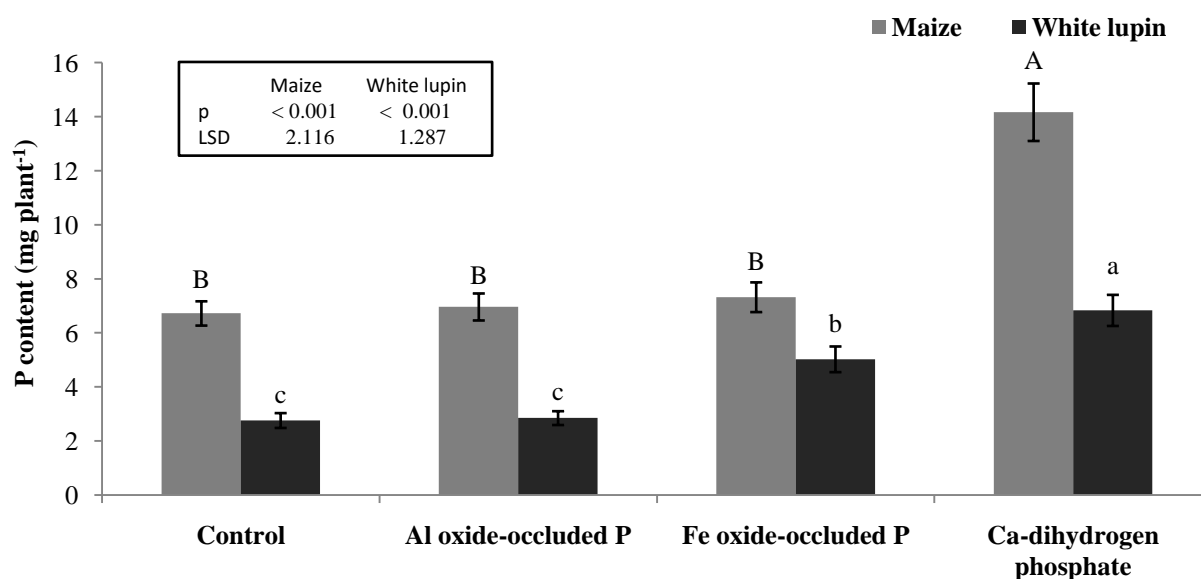 Maize White lupin
16
14
12
10
8
6
4
2
0
P content (mg plant⁻¹)
Maize White lupin
p < 0.001 < 0.001
LSD 2.116 1.287
B
c
B
c
B
b
A
a
Control
Al oxide-occluded P
Fe oxide-occluded P
Ca-dihydrogen
phosphate